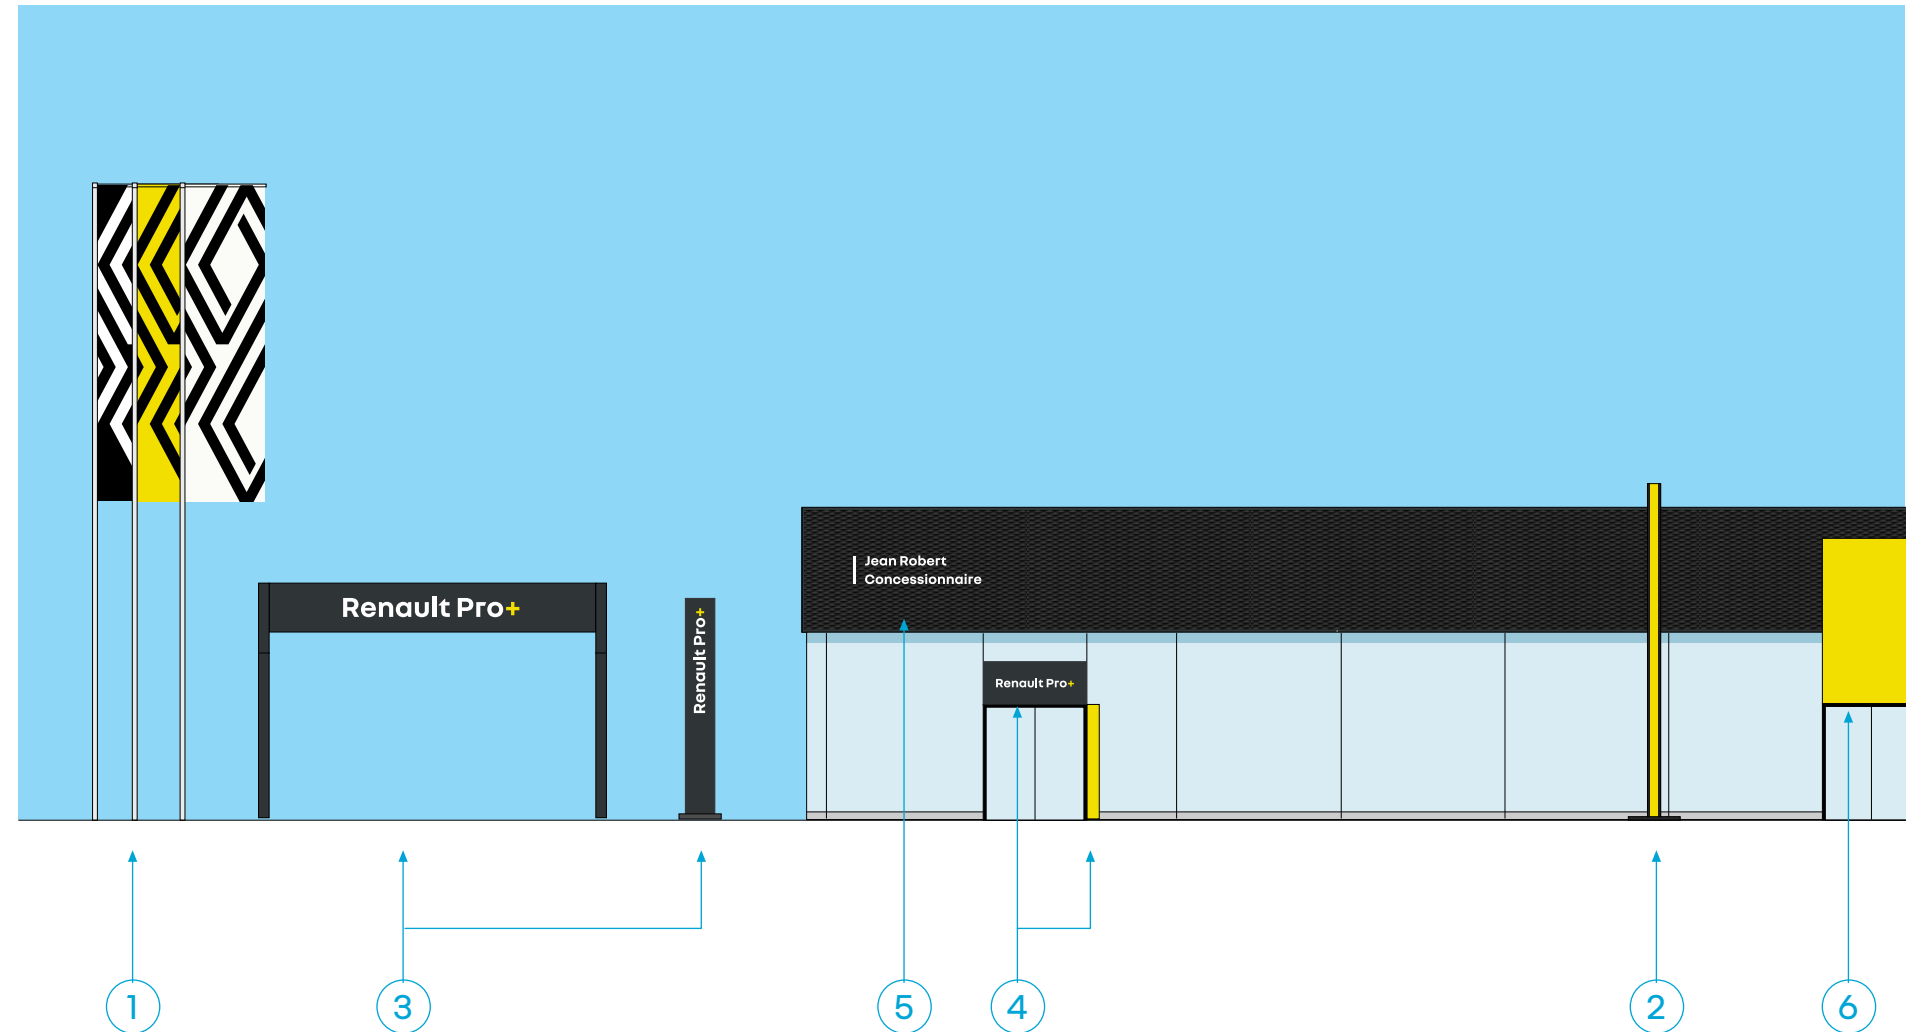 Jean Robert
Concessionnaire
Renault Pro+
Renault Pro+
Renault Pro+
1
3
5
4
2
6